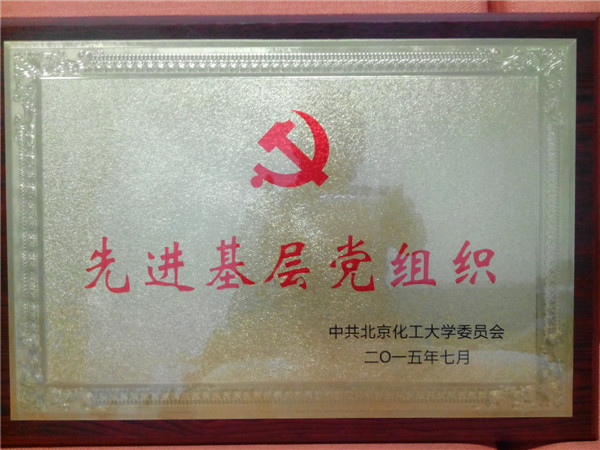 先进基层党组织
中共北京化工大学委员会
二〇一五年七月